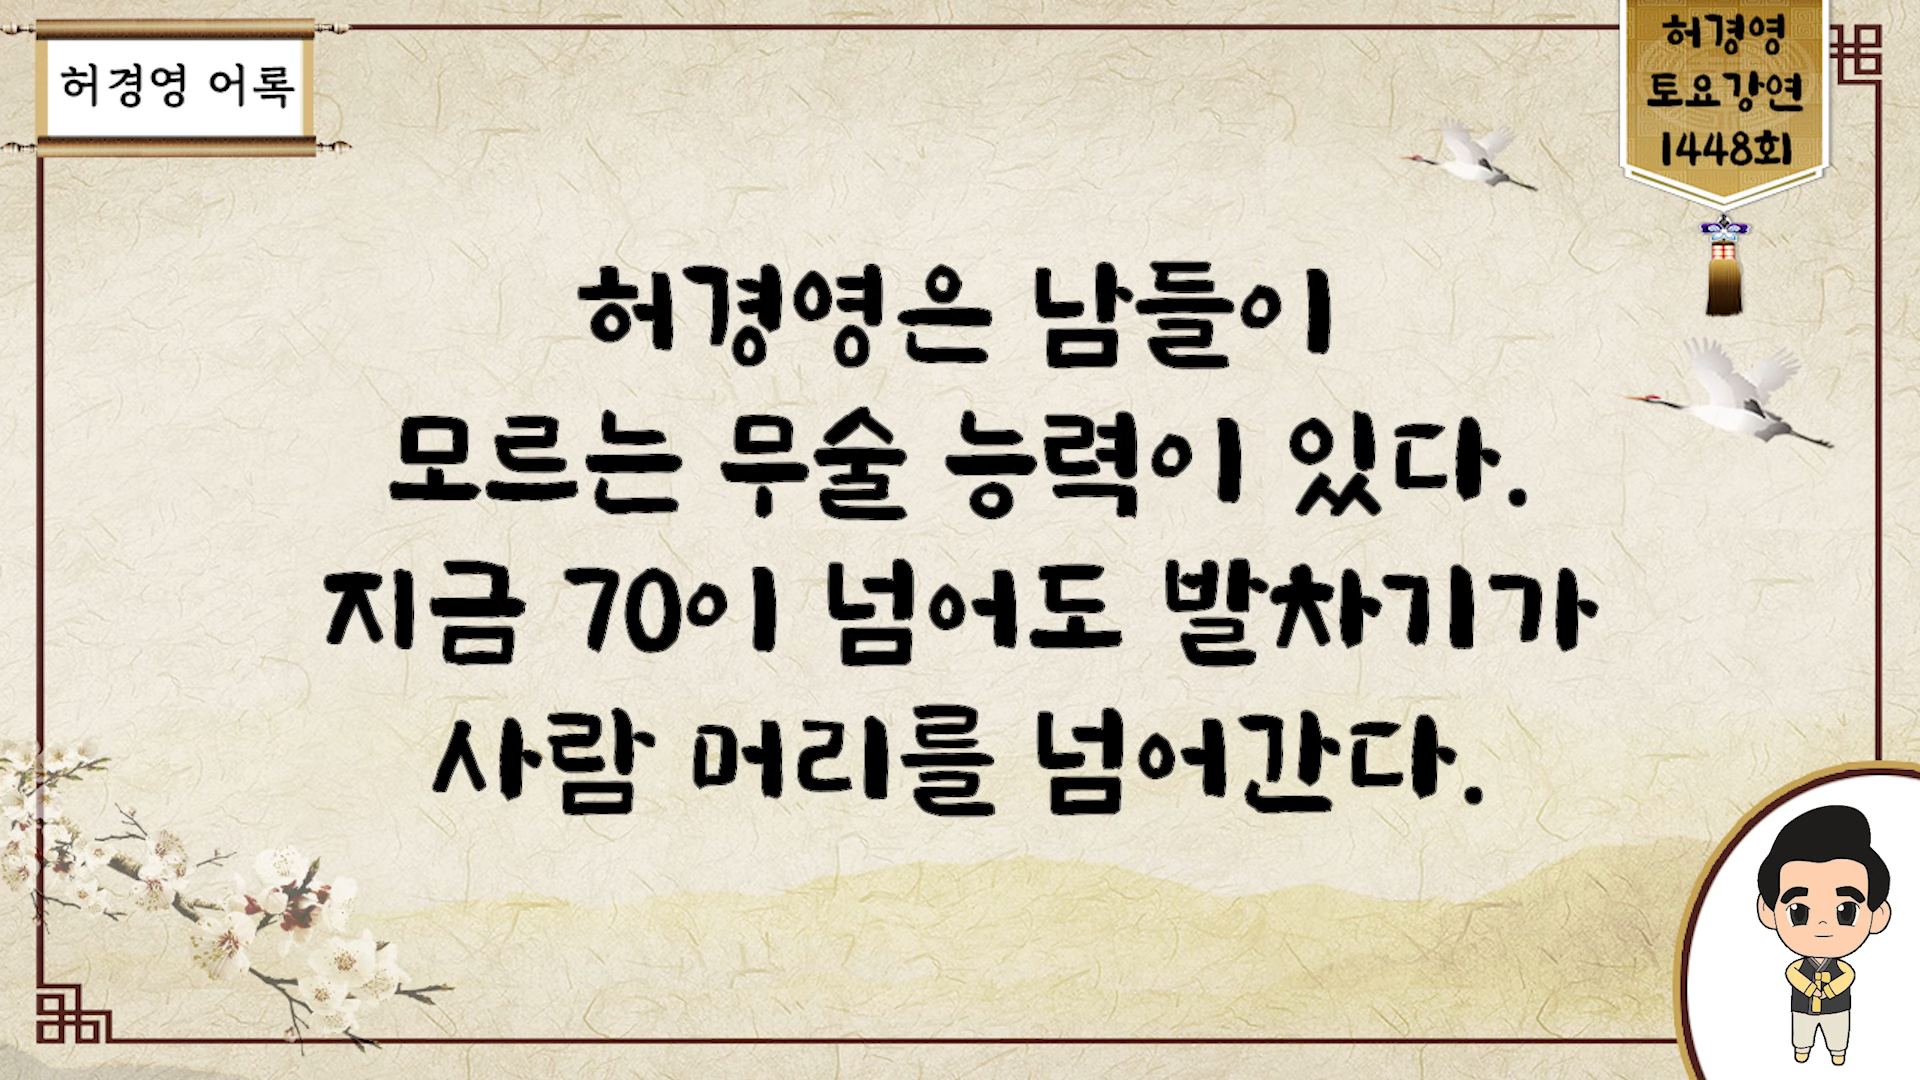 허경영 어록
허경영
토요강연
1448회
허경영은 남들이
모르는 무술 능력이 있다.
지금 70이 넘어도 발차기가
사람 머리를 넘어간다.